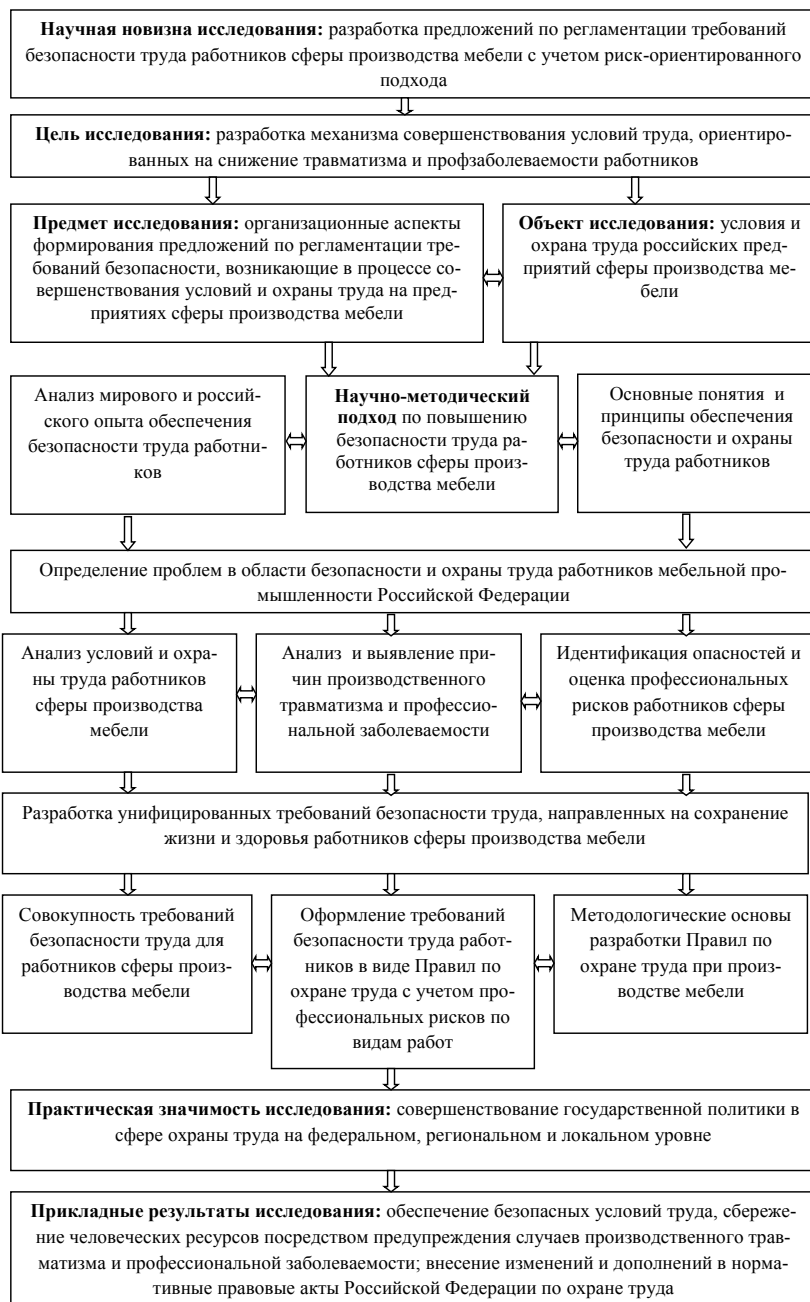 Научная новизна исследования: разработка предложений по регламентации требований
безопасности труда работников сферы производства мебели с учетом риск-ориентированного
подхода
Цель исследования: разработка механизма совершенствования условий труда, ориентиро-
ванных на снижение травматизма и профзаболеваемости работников
Предмет исследования: организационные аспекты
формирования предложений по регламентации тре-
бований безопасности, возникающие в процессе со-
вершенствования условий и охраны труда на пред-
приятиях сферы производства мебели
Объект исследования: условия и
охрана труда российских пред-
приятий сферы производства ме-
бели
Анализ мирового и россий-
ского опыта обеспечения
безопасности труда работни-
ков
Научно-методический
подход по повышению
безопасности труда ра-
ботников сферы произ-
водства мебели
Основные понятия и
принципы обеспечения
безопасности и охраны
труда работников
Определение проблем в области безопасности и охраны труда работников мебельной про-
мышленности Российской Федерации
Анализ условий и охра-
ны труда работников
сферы производства
мебели
Анализ и выявление при-
чин производственного
травматизма и профессио-
нальной заболеваемости
Идентификация опасностей и
оценка профессиональных
рисков работников сферы
производства мебели
Разработка унифицированных требований безопасности труда, направленных на сохранение
жизни и здоровья работников сферы производства мебели
Совокупность требований
безопасности труда для
работников сферы произ-
водства мебели
Оформление требований
безопасности труда работ-
ников в виде Правил по
охране труда с учетом про-
фессиональных рисков по
видам работ
Методологические основы
разработки Правил по
охране труда при произ-
водстве мебели
Практическая значимость исследования: совершенствование государственной политики в
сфере охраны труда на федеральном, региональном и локальном уровне
Прикладные результаты исследования: обеспечение безопасных условий труда, сбереже-
ние человеческих ресурсов посредством предупреждения случаев производственного трав-
матизма и профессиональной заболеваемости; внесение изменений и дополнений в норма-
тивные правовые акты Российской Федерации по охране труда